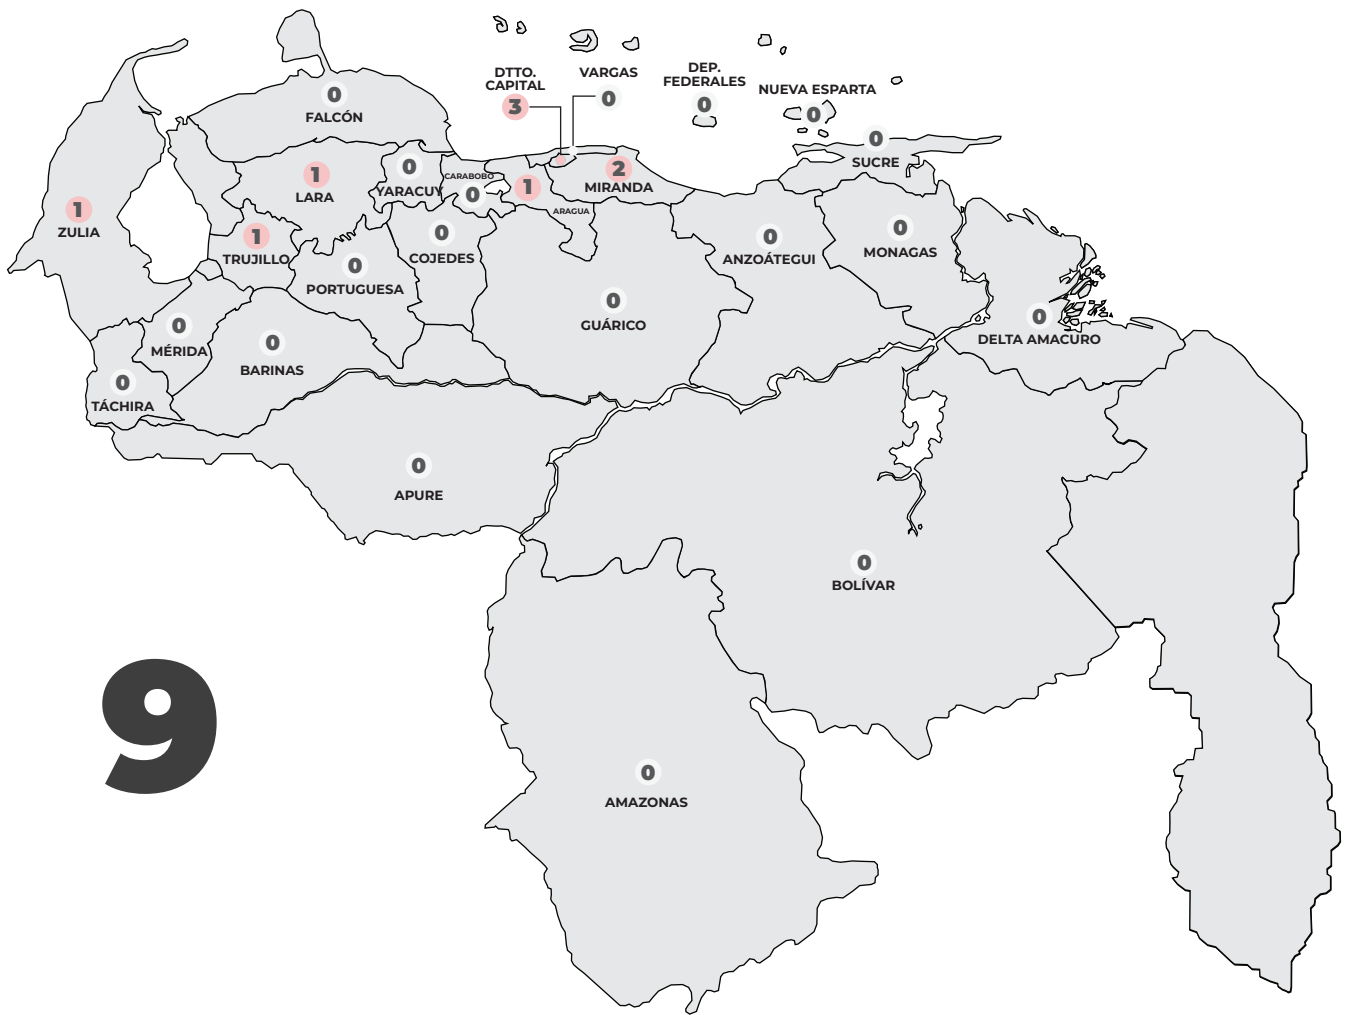 DTTO.
CAPITAL
3
VARGAS
0
DEP.
FEDERALES
0
NUEVA ESPARTA
0
0
FALCÓN
0
SUCRE
1
LARA
0
YARACUY
CARABOBO
0
1
ARAGUA
2
MIRANDA
1
ZULIA
1
TRUJILLO
0
PORTUGUESA
0
COJEDES
0
ANZOÁTEGUI
0
MONAGAS
0
GUÁRICO
0
DELTA AMACURO
0
MÉRIDA
0
BARINAS
0
TÁCHIRA
0
APURE
0
BOLÍVAR
0
AMAZONAS
9